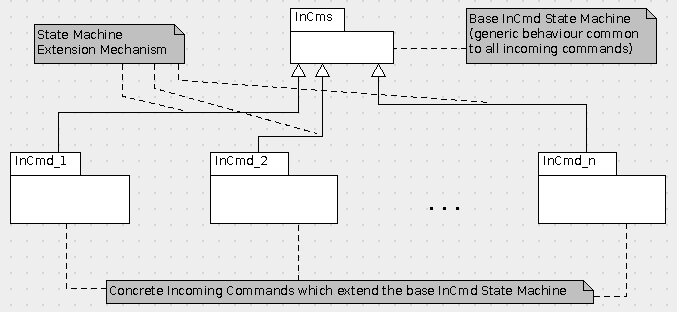 InCms
State Machine
Extension Mechanism
Base InCmd State Machine
(generic behaviour common
to all incoming commands)
InCmd_1
InCmd_2
InCmd_n
...
Concrete Incoming Commands which extend the base InCmd State Machine